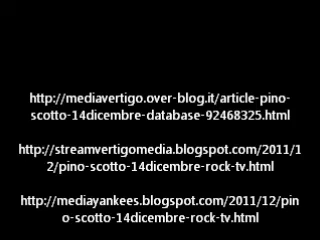 http://mediavertigo.over-blog.it/article-pino-
scotto-14dicembre-database-92468325.html
http://streamvertigomedia.blogspot.com/2011/1
2/pino-scotto-14dicembre-rock-tv.html
http://mediayankees.blogspot.com/2011/12/pin
o-scotto-14dicembre-rock-tv.html